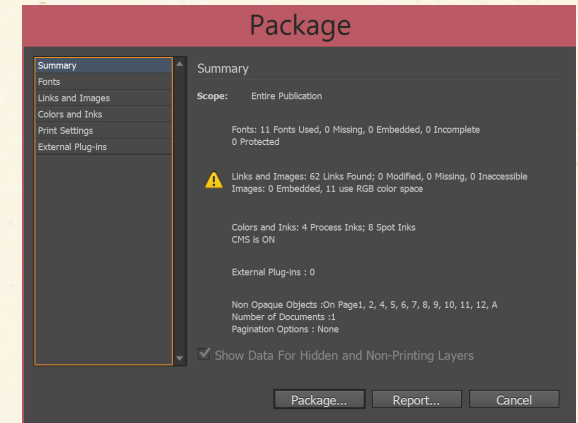 Package
Summary
Fonts
Links and Images
Colors and Inks
Print Settings
External Plug-ins
Summary
Scope: Entire Publication
Fonts: 11 Fonts Used, 0 Missing, 0 Embedded, 0 Incomplete
0 Protected
Links and Images: 62 Links Found; 0 Modified, 0 Missing, 0 Inaccessible
Images: 0 Embedded, 11 use RGB color space
Colors and Inks: 4 Process Inks; 8 Spot Inks
CMS is ON
External Plug-ins : 0
Non Opaque Objects :On Page1, 2, 4, 5, 6, 7, 8, 9, 10, 11, 12, A
Number of Documents :1
Pagination Options : None
Show Data For Hidden and Non-Printing Layers
Package... Report... Cancel